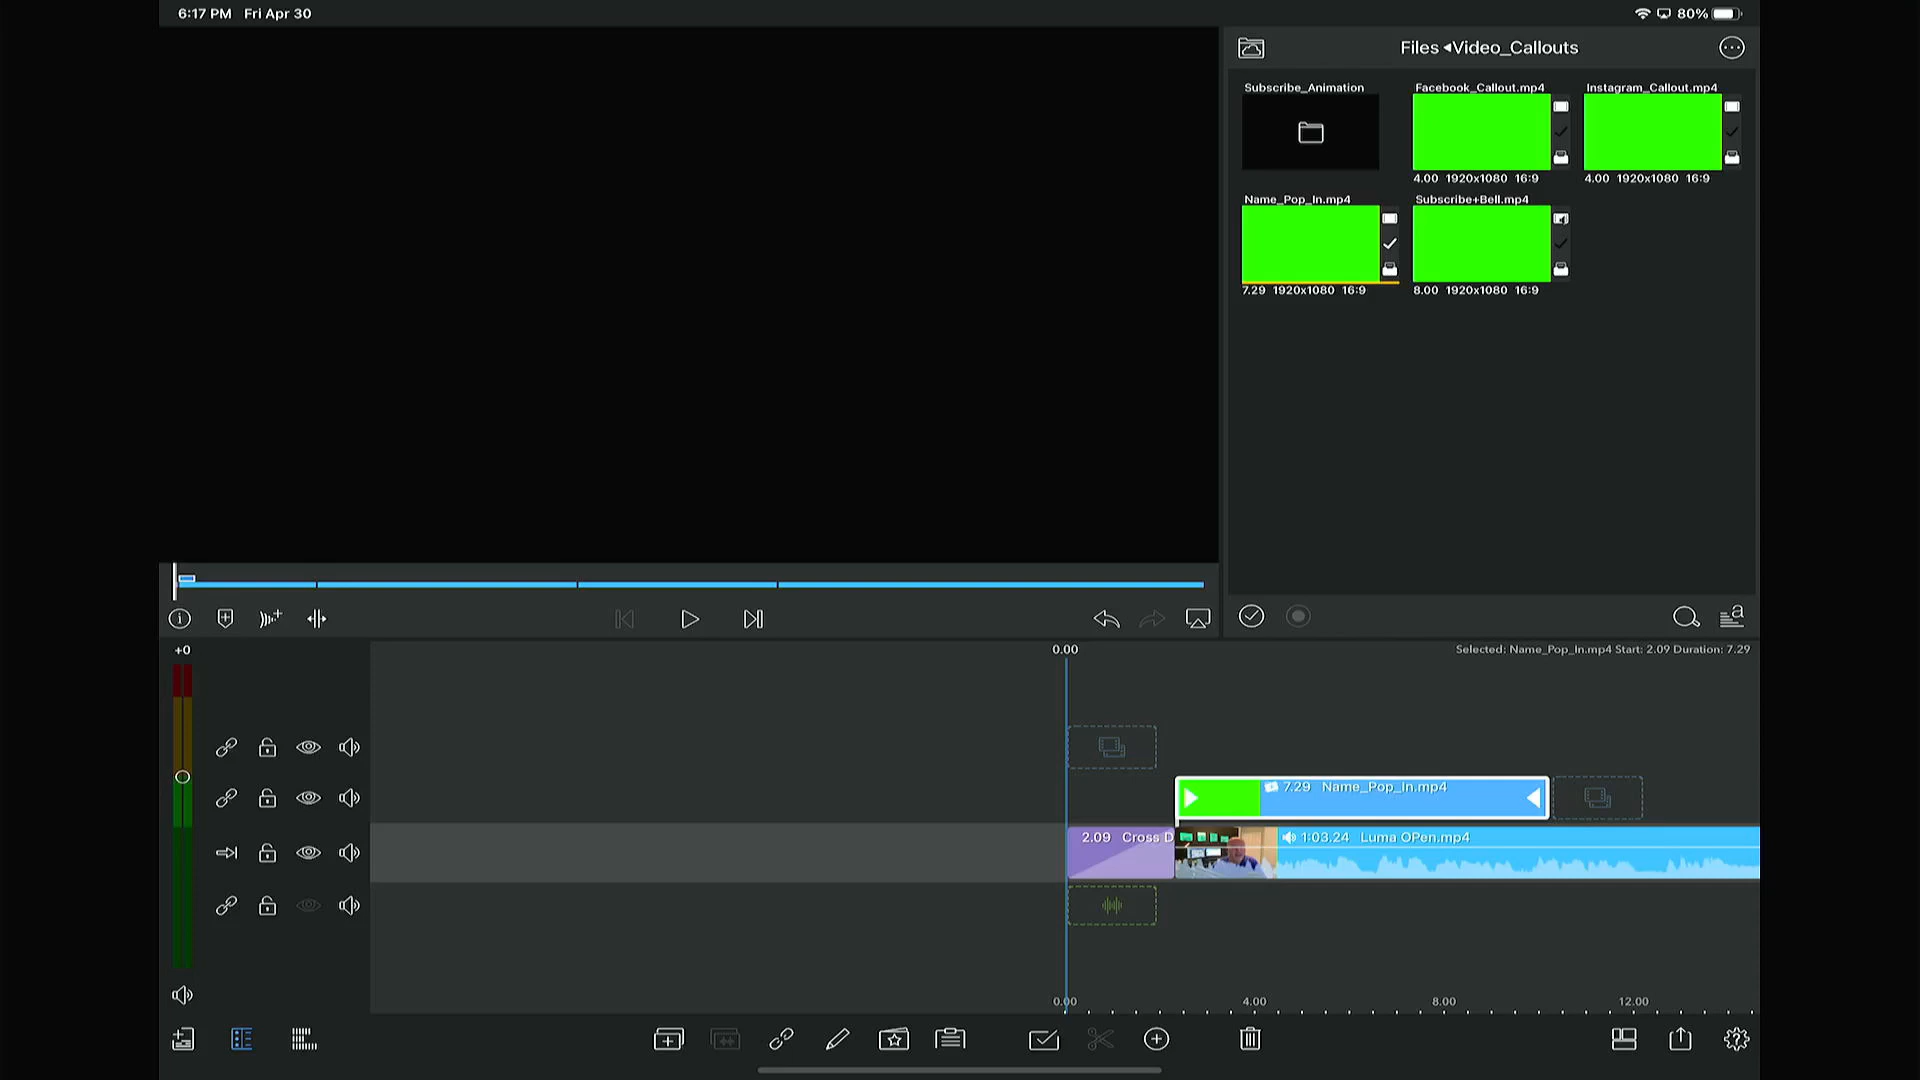 6:17 PM Fri Apr 30
80%
Files ◂Video_Callouts
Subscribe_Animation
Facebook_Callout.mp4
Instagram_Callout.mp4
4.00 1920x1080 16:9
4.00 1920x1080 16:9
Name_Pop_In.mp4
Subscribe+Bell.mp4
7.29 1920x1080 16:9
8.00 1920x1080 16:9
+0
0.00
Selected: Name_Pop_In.mp4 Start: 2.09 Duration: 7.29
7.29 Name_Pop_In.mp4
2.09 Cross D
1:03.24 Luma OPen.mp4
0.00
4.00
8.00
12.00